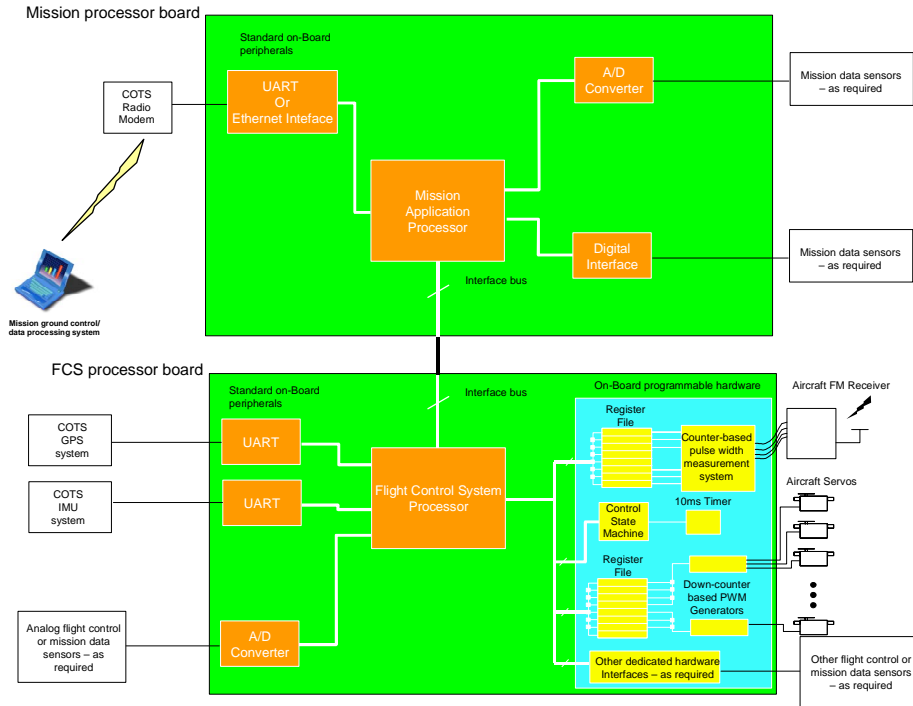 Mission processor board
Standard on-Board
peripherals
COTS
Radio
Modem
UART
Or
Ethernet Inteface
A/D
Converter
Mission data sensors
– as required
Mission
Application
Processor
Digital
Interface
Mission data sensors
– as required
Interface bus
Mission ground control/
data processing system
FCS processor board
Standard on-Board
peripherals
Interface bus
On-Board programmable hardware
Aircraft FM Receiver
Register
File
Counter-based
pulse width
measurement
system
COTS
GPS
system
UART
COTS
IMU
system
UART
Flight Control System
Processor
Aircraft Servos
10ms Timer
Control
State
Machine
Register
File
Down-counter
based PWM
Generators
Analog flight control
or mission data
sensors – as
required
A/D
Converter
Other dedicated hardware
Interfaces – as required
Other flight control or
mission data sensors
– as required